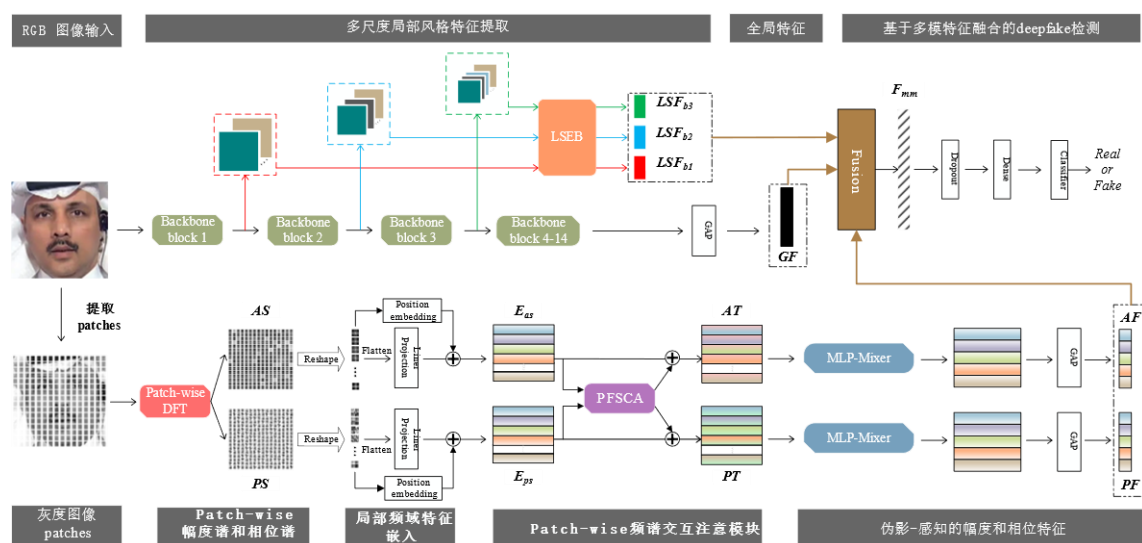 RGB 图像输入
多尺度局部风格特征提取
全局特征
基于多模特征融合的deepfake检测
LSEB
LSF_b3
LSF_b2
LSF_b1
Fusion
F_mm
Dropout
Dense
Classifier
Real
or
Fake
Backbone
block 1
Backbone
block 2
Backbone
block 3
Backbone
block 4-14
GAP
GF
提取
patches
Patch-wise
DFT
AS
Reshape
Flatten
Position
embedding
Liner
Projection
E_as
AT
MLP-Mixer
GAP
AF
PFSCA
PS
Reshape
Flatten
Liner
Projection
Position
embedding
E_ps
PT
MLP-Mixer
GAP
PF
灰度图像
patches
Patch-wise
幅度谱和相位谱
局部频域特征
嵌入
Patch-wise频谱交互注意模块
伪影-感知的幅度和相位特征